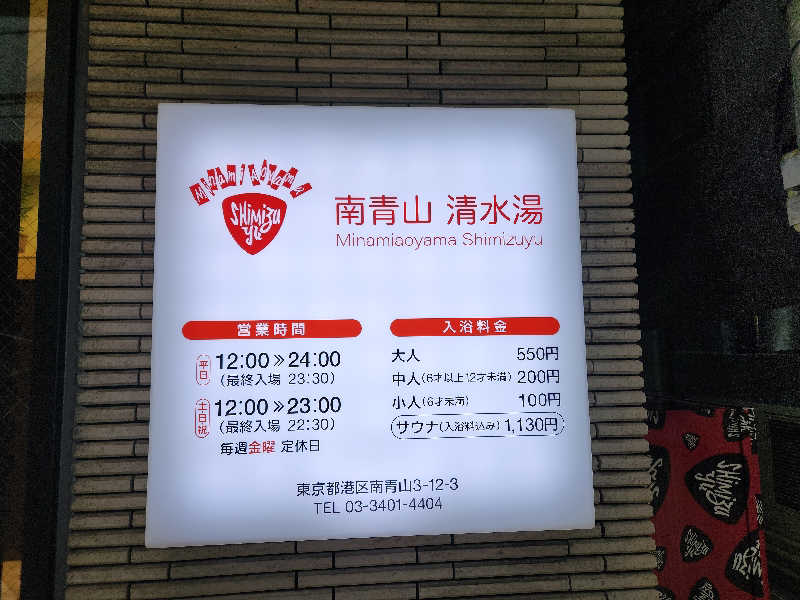 Minami Aoyama
SHIMIZU
YU
南青山 清水湯
Minamiaoyama Shimizuyu
営業時間
平日 12:00 » 24:00
(最終入場 23:30)
土日祝 12:00 » 23:00
(最終入場 22:30)
毎週金曜 定休日
入浴料金
大人 550円
中人(6才以上12才未満) 200円
小人(6才未満) 100円
サウナ(入浴料込み) 1,130円
東京都港区南青山3-12-3
TEL 03-3401-4404
SHIMIZU
YU